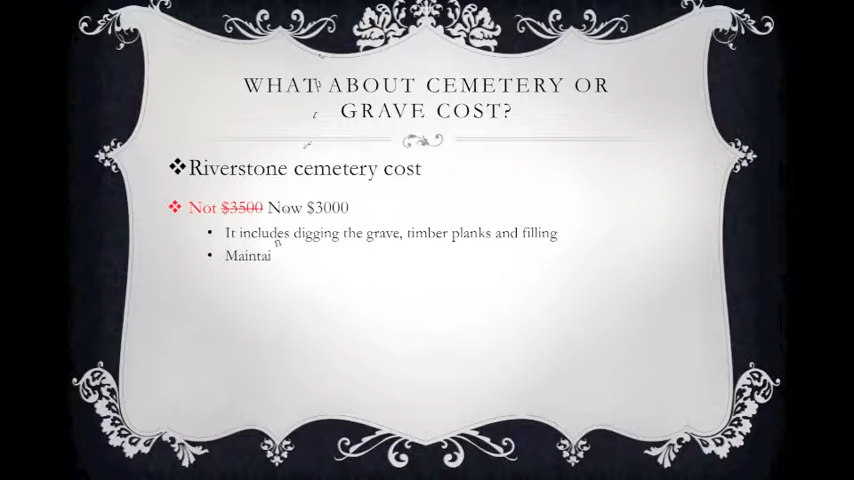 WHAT ABOUT CEMETERY OR
GRAVE COST?
❖Riverstone cemetery cost
❖ Not $3500 Now $3000
• It includes digging the grave, timber planks and filling
• Maintain